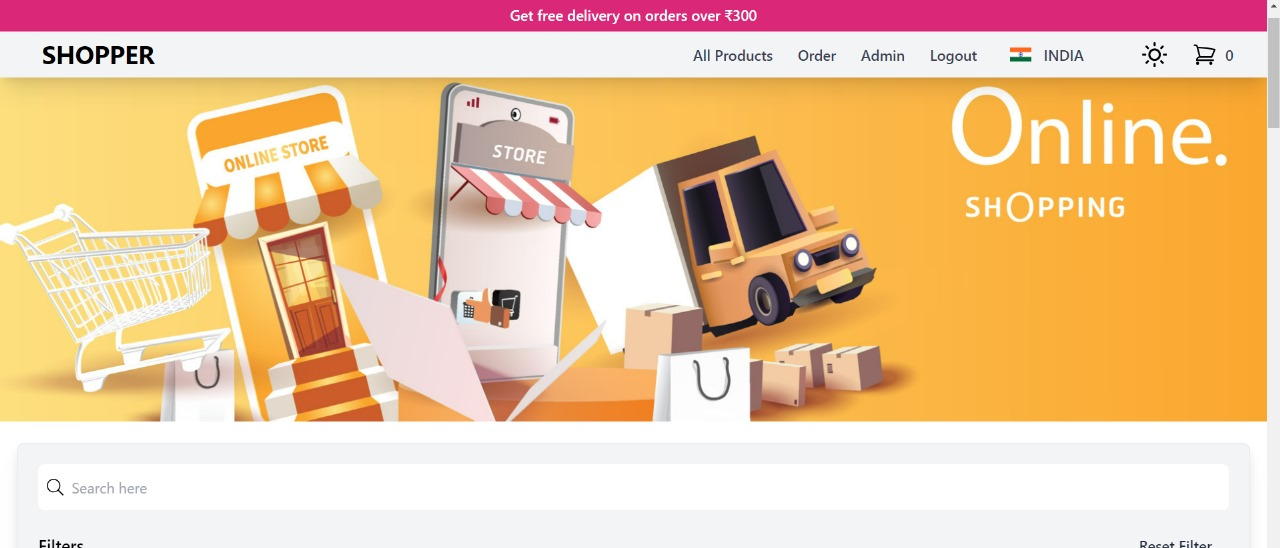 Get free delivery on orders over ₹300
SHOPPER
All Products
Order
Admin
Logout
INDIA
0
ONLINE STORE
STORE
Online.
SHOPPING
Search here
Filters
Reset Filter